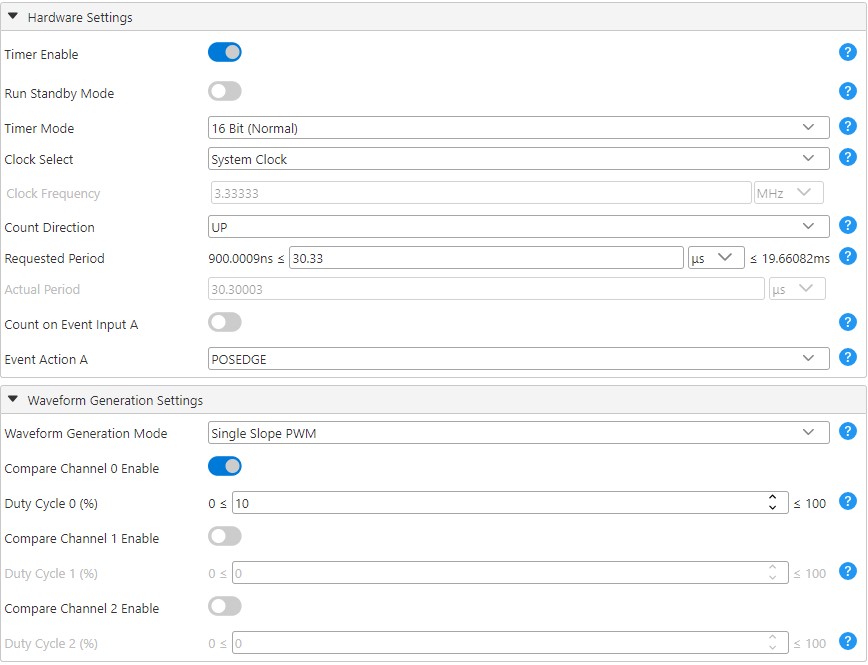 Hardware Settings
Timer Enable ?
Run Standby Mode ?
Timer Mode 16 Bit (Normal) ?
Clock Select System Clock ?
Clock Frequency 3.33333 MHz
Count Direction UP ?
Requested Period 900.0009ns ≤ 30.33 µs ≤ 19.66082ms ?
Actual Period 30.30003 µs
Count on Event Input A ?
Event Action A POSEDGE ?
Waveform Generation Settings
Waveform Generation Mode Single Slope PWM ?
Compare Channel 0 Enable
Duty Cycle 0 (%) 0 ≤ 10 ≤ 100 ?
Compare Channel 1 Enable
Duty Cycle 1 (%) 0 ≤ 0 ≤ 100 ?
Compare Channel 2 Enable
Duty Cycle 2 (%) 0 ≤ 0 ≤ 100 ?